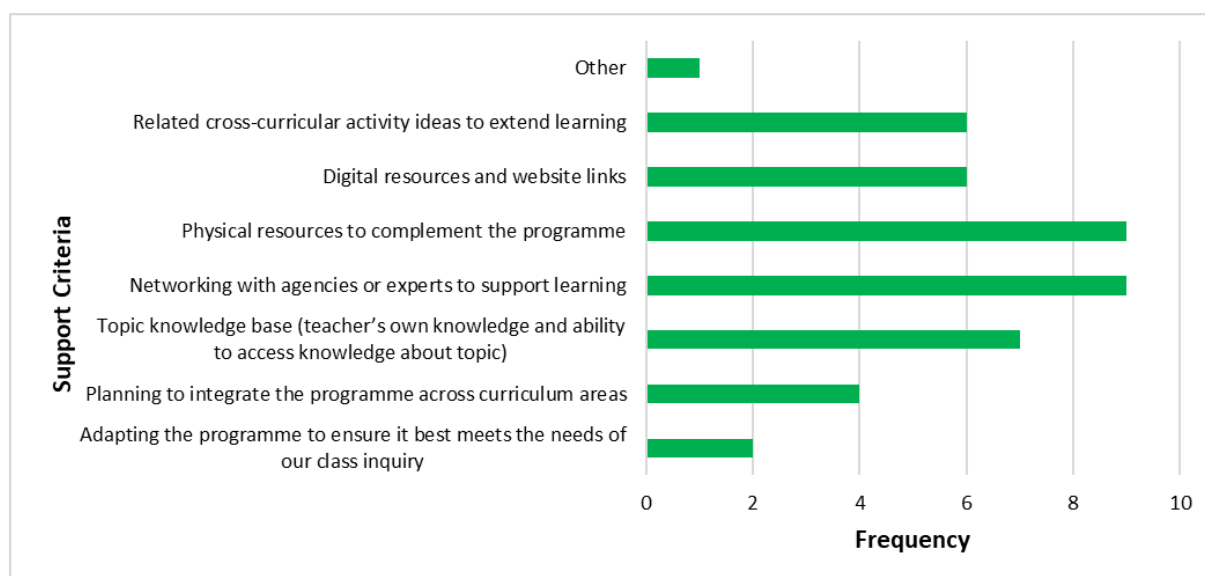 Other
Related cross-curricular activity ideas to extend learning
Digital resources and website links
Physical resources to complement the programme
Networking with agencies or experts to support learning
Topic knowledge base (teacher’s own knowledge and ability
to access knowledge about topic)
Planning to integrate the programme across curriculum areas
Adapting the programme to ensure it best meets the needs of
our class inquiry
Support Criteria
0 2 4 6 8 10
Frequency